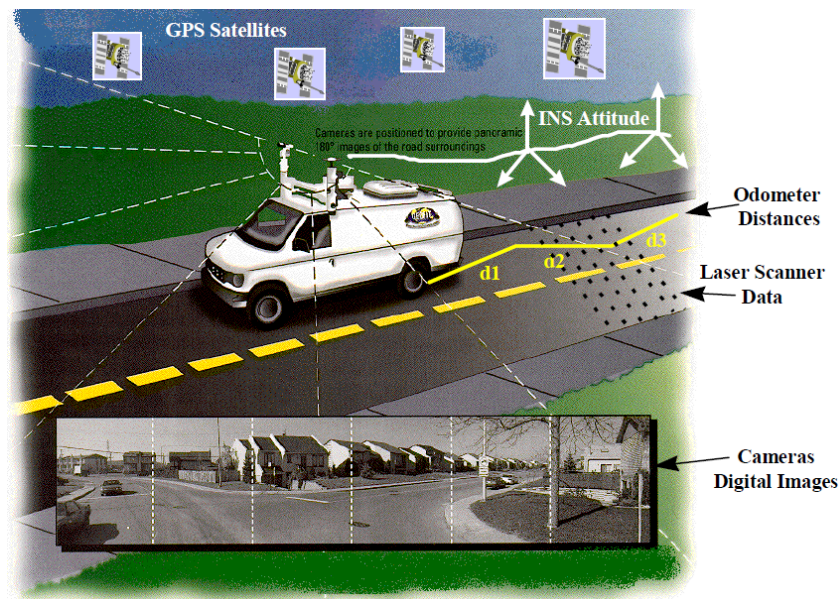 GPS Satellites
INS Attitude
Cameras are positioned to provide panoramic
180° images of the road surroundings
Odometer
Distances
d1
d2
d3
Laser Scanner
Data
Cameras
Digital Images